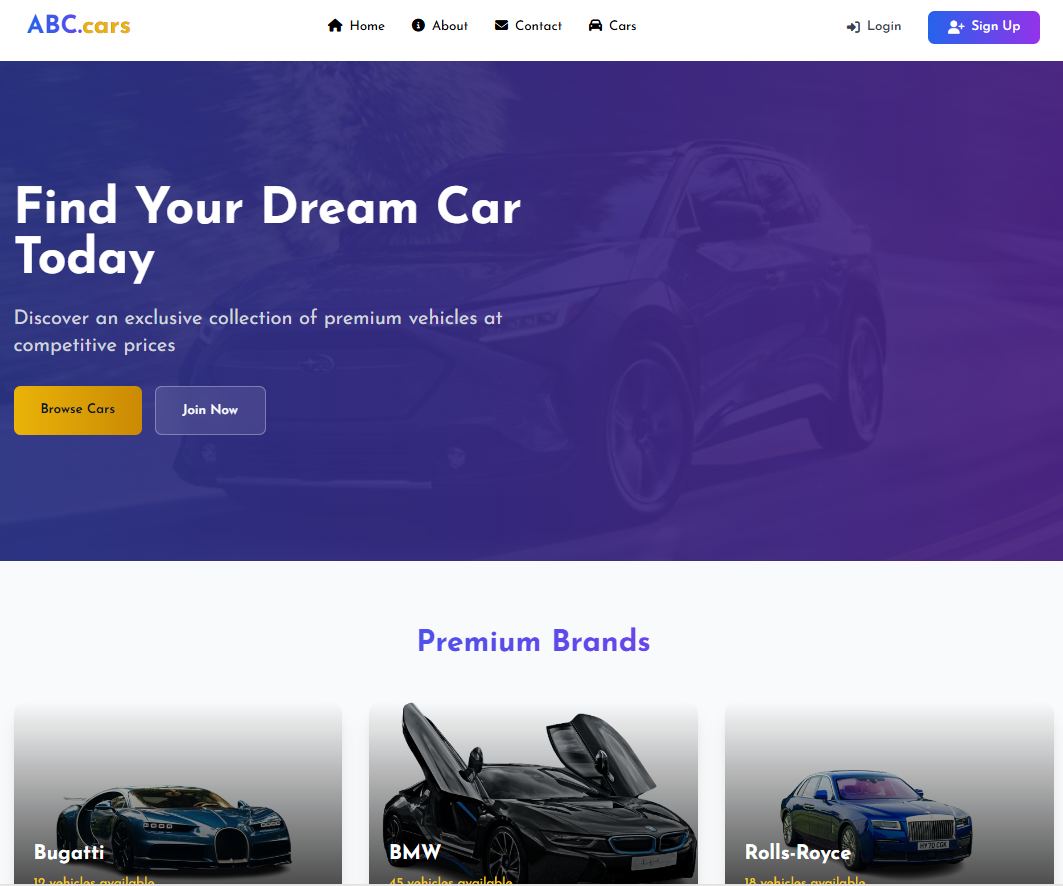 ABC.cars
Home
About
Contact
Cars
Login
Sign Up
Find Your Dream Car
Today
Discover an exclusive collection of premium vehicles at
competitive prices
Browse Cars
Join Now
Premium Brands
Bugatti
12 vehicles available
BMW
45 vehicles available
Rolls-Royce
HY70 CGK
18 vehicles available